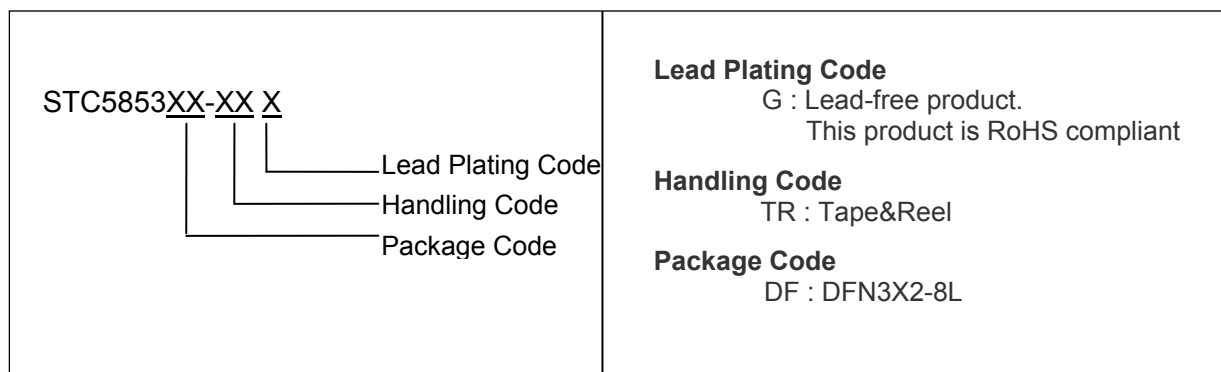 STC5853XX-XX X
Lead Plating Code
Handling Code
Package Code
Lead Plating Code
G : Lead-free product.
This product is RoHS compliant
Handling Code
TR : Tape&Reel
Package Code
DF : DFN3X2-8L